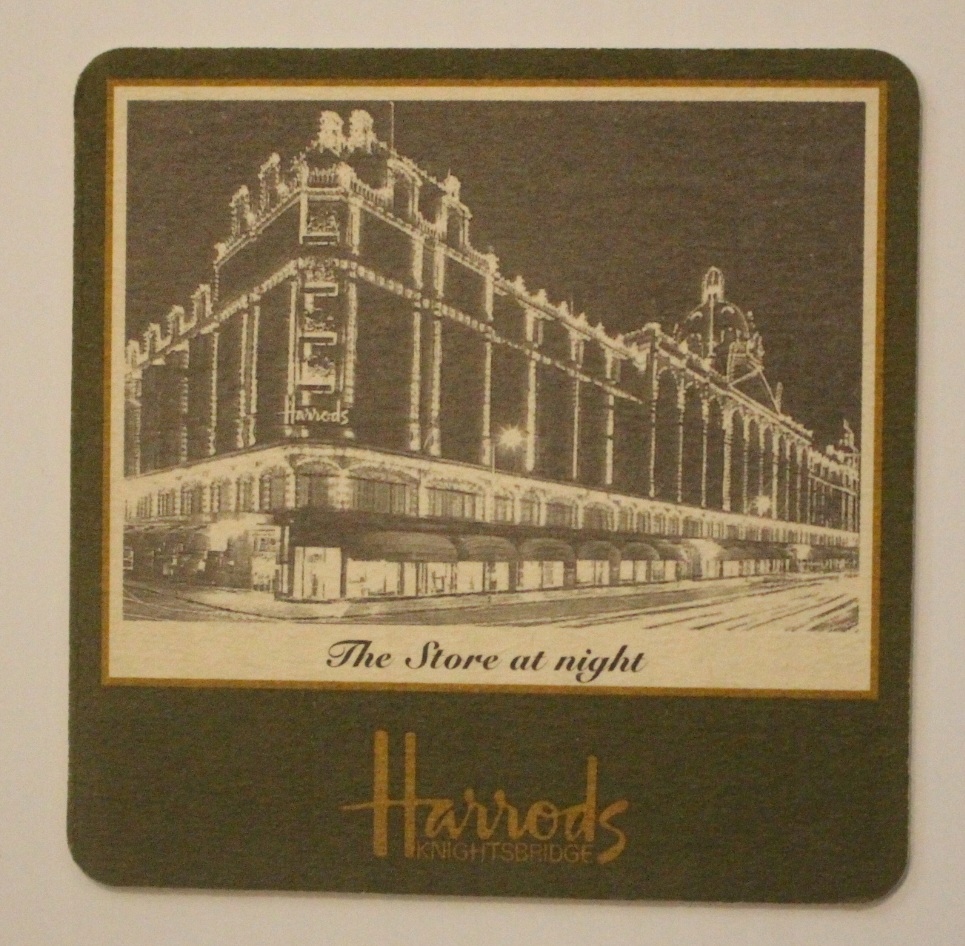 Harrods
The Store at night
Harrods
KNIGHTSBRIDGE